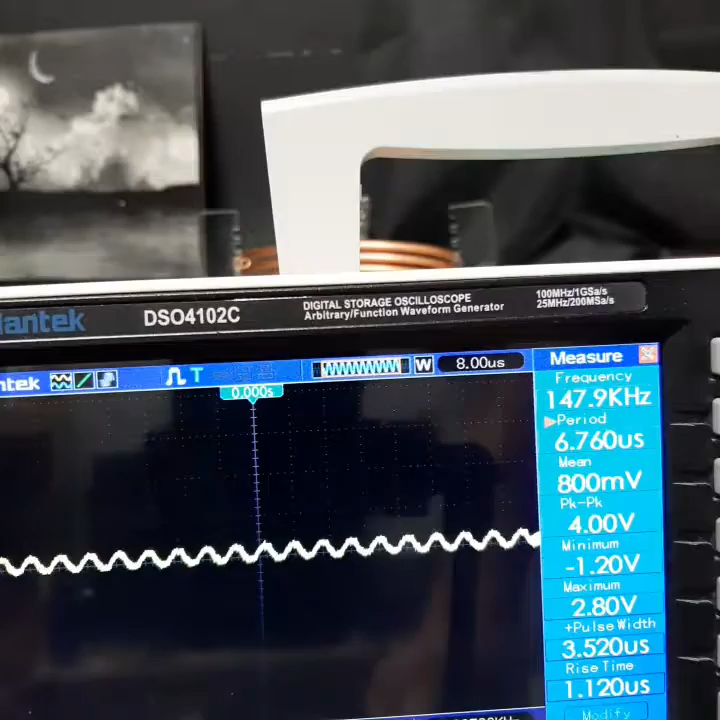 antek DSO4102C DIGITAL STORAGE OSCILLOSCOPE 100MHz/1GSa/s
Arbitrary/Function Waveform Generator 25MHz/200MSa/s
ntek T W 8.00us Measure
0.000s
Frequency
147.9KHz
Period
6.760us
Mean
800mV
Pk-Pk
4.00V
Minimum
-1.20V
Maximum
2.80V
+Pulse Width
3.520us
Rise Time
1.120us
Modify